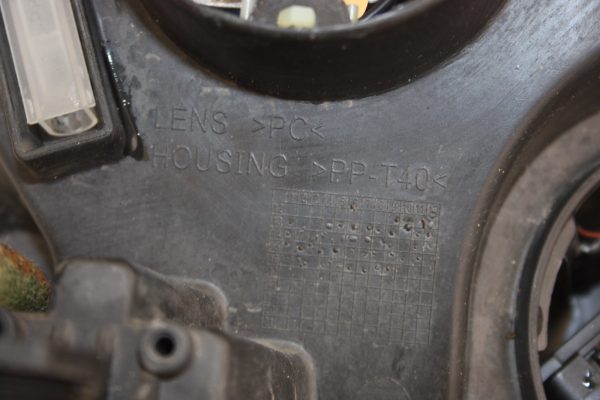 LENS >PC<
HOUSING >PP-T40<